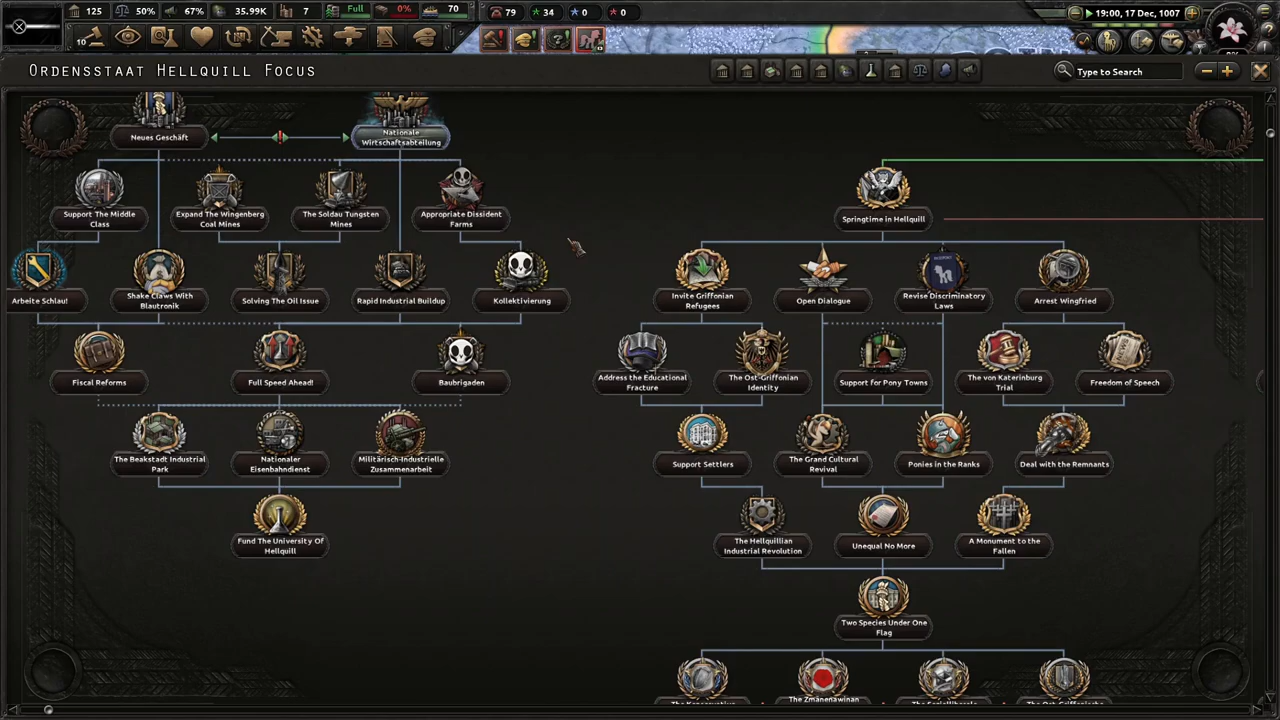 125 50% 67% 35.99K 7 Full 0% 70 79 34 0 0 19:00, 17 Dec, 1007
10
Ordensstaat Hellquill Focus
Type to Search
Neues Geschäft
Nationale
Wirtschaftsabteilung
Support The Middle
Class
Expand The Wingenberg
Coal Mines
The Soldau Tungsten
Mines
Appropriate Dissident
Farms
Springtime in Hellquill
Arbeite Schlau!
Shake Claws With
Blautronik
Solving The Oil Issue
Rapid Industrial Buildup
Kollektivierung
Invite Griffonian
Refugees
Open Dialogue
Revise Discriminatory
Laws
Arrest Wingfried
Fiscal Reforms
Full Speed Ahead!
Baubrigaden
Address the Educational
Fracture
The Ost-Griffonian
Identity
Support for Pony Towns
The von Katerinburg
Trial
Freedom of Speech
The Beakstadt Industrial
Park
Nationaler
Eisenbahndienst
Militärisch-Industrielle
Zusammenarbeit
Support Settlers
The Grand Cultural
Revival
Ponies in the Ranks
Deal with the Remnants
Fund The University Of
Hellquill
The Hellquillian
Industrial Revolution
Unequal No More
A Monument to the
Fallen
Two Species Under One
Flag
The Zmanenawinan